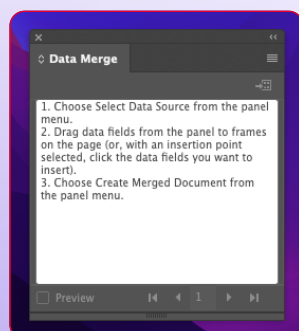 Data Merge
1. Choose Select Data Source from the panel
menu.
2. Drag data fields from the panel to frames
on the page (or, with an insertion point
selected, click the data fields you want to
insert).
3. Choose Create Merged Document from
the panel menu.
Preview
1